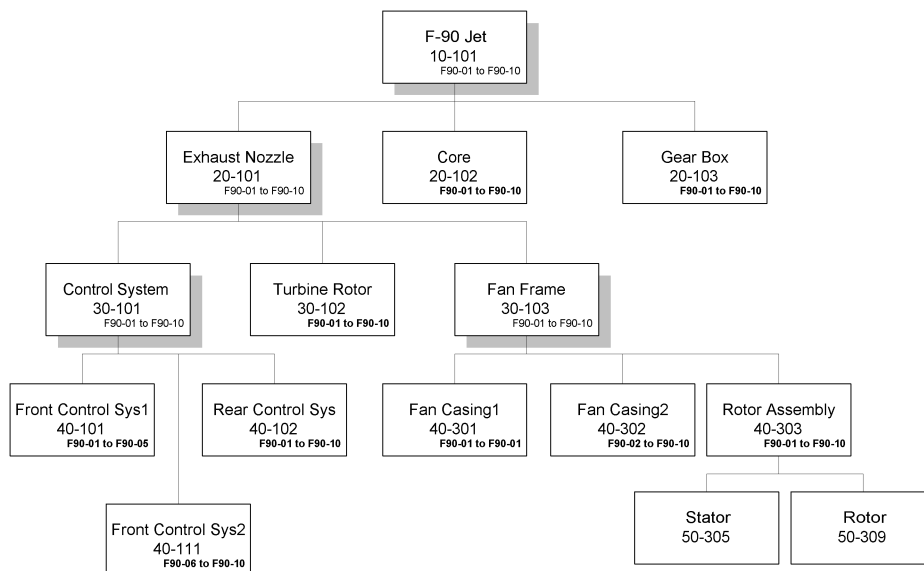 F-90 Jet
10-101
F90-01 to F90-10
Exhaust Nozzle
20-101
F90-01 to F90-10
Core
20-102
F90-01 to F90-10
Gear Box
20-103
F90-01 to F90-10
Control System
30-101
F90-01 to F90-10
Turbine Rotor
30-102
F90-01 to F90-10
Fan Frame
30-103
F90-01 to F90-10
Front Control Sys1
40-101
F90-01 to F90-05
Rear Control Sys
40-102
F90-01 to F90-10
Fan Casing1
40-301
F90-01 to F90-01
Fan Casing2
40-302
F90-02 to F90-10
Rotor Assembly
40-303
F90-01 to F90-10
Front Control Sys2
40-111
F90-06 to F90-10
Stator
50-305
Rotor
50-309